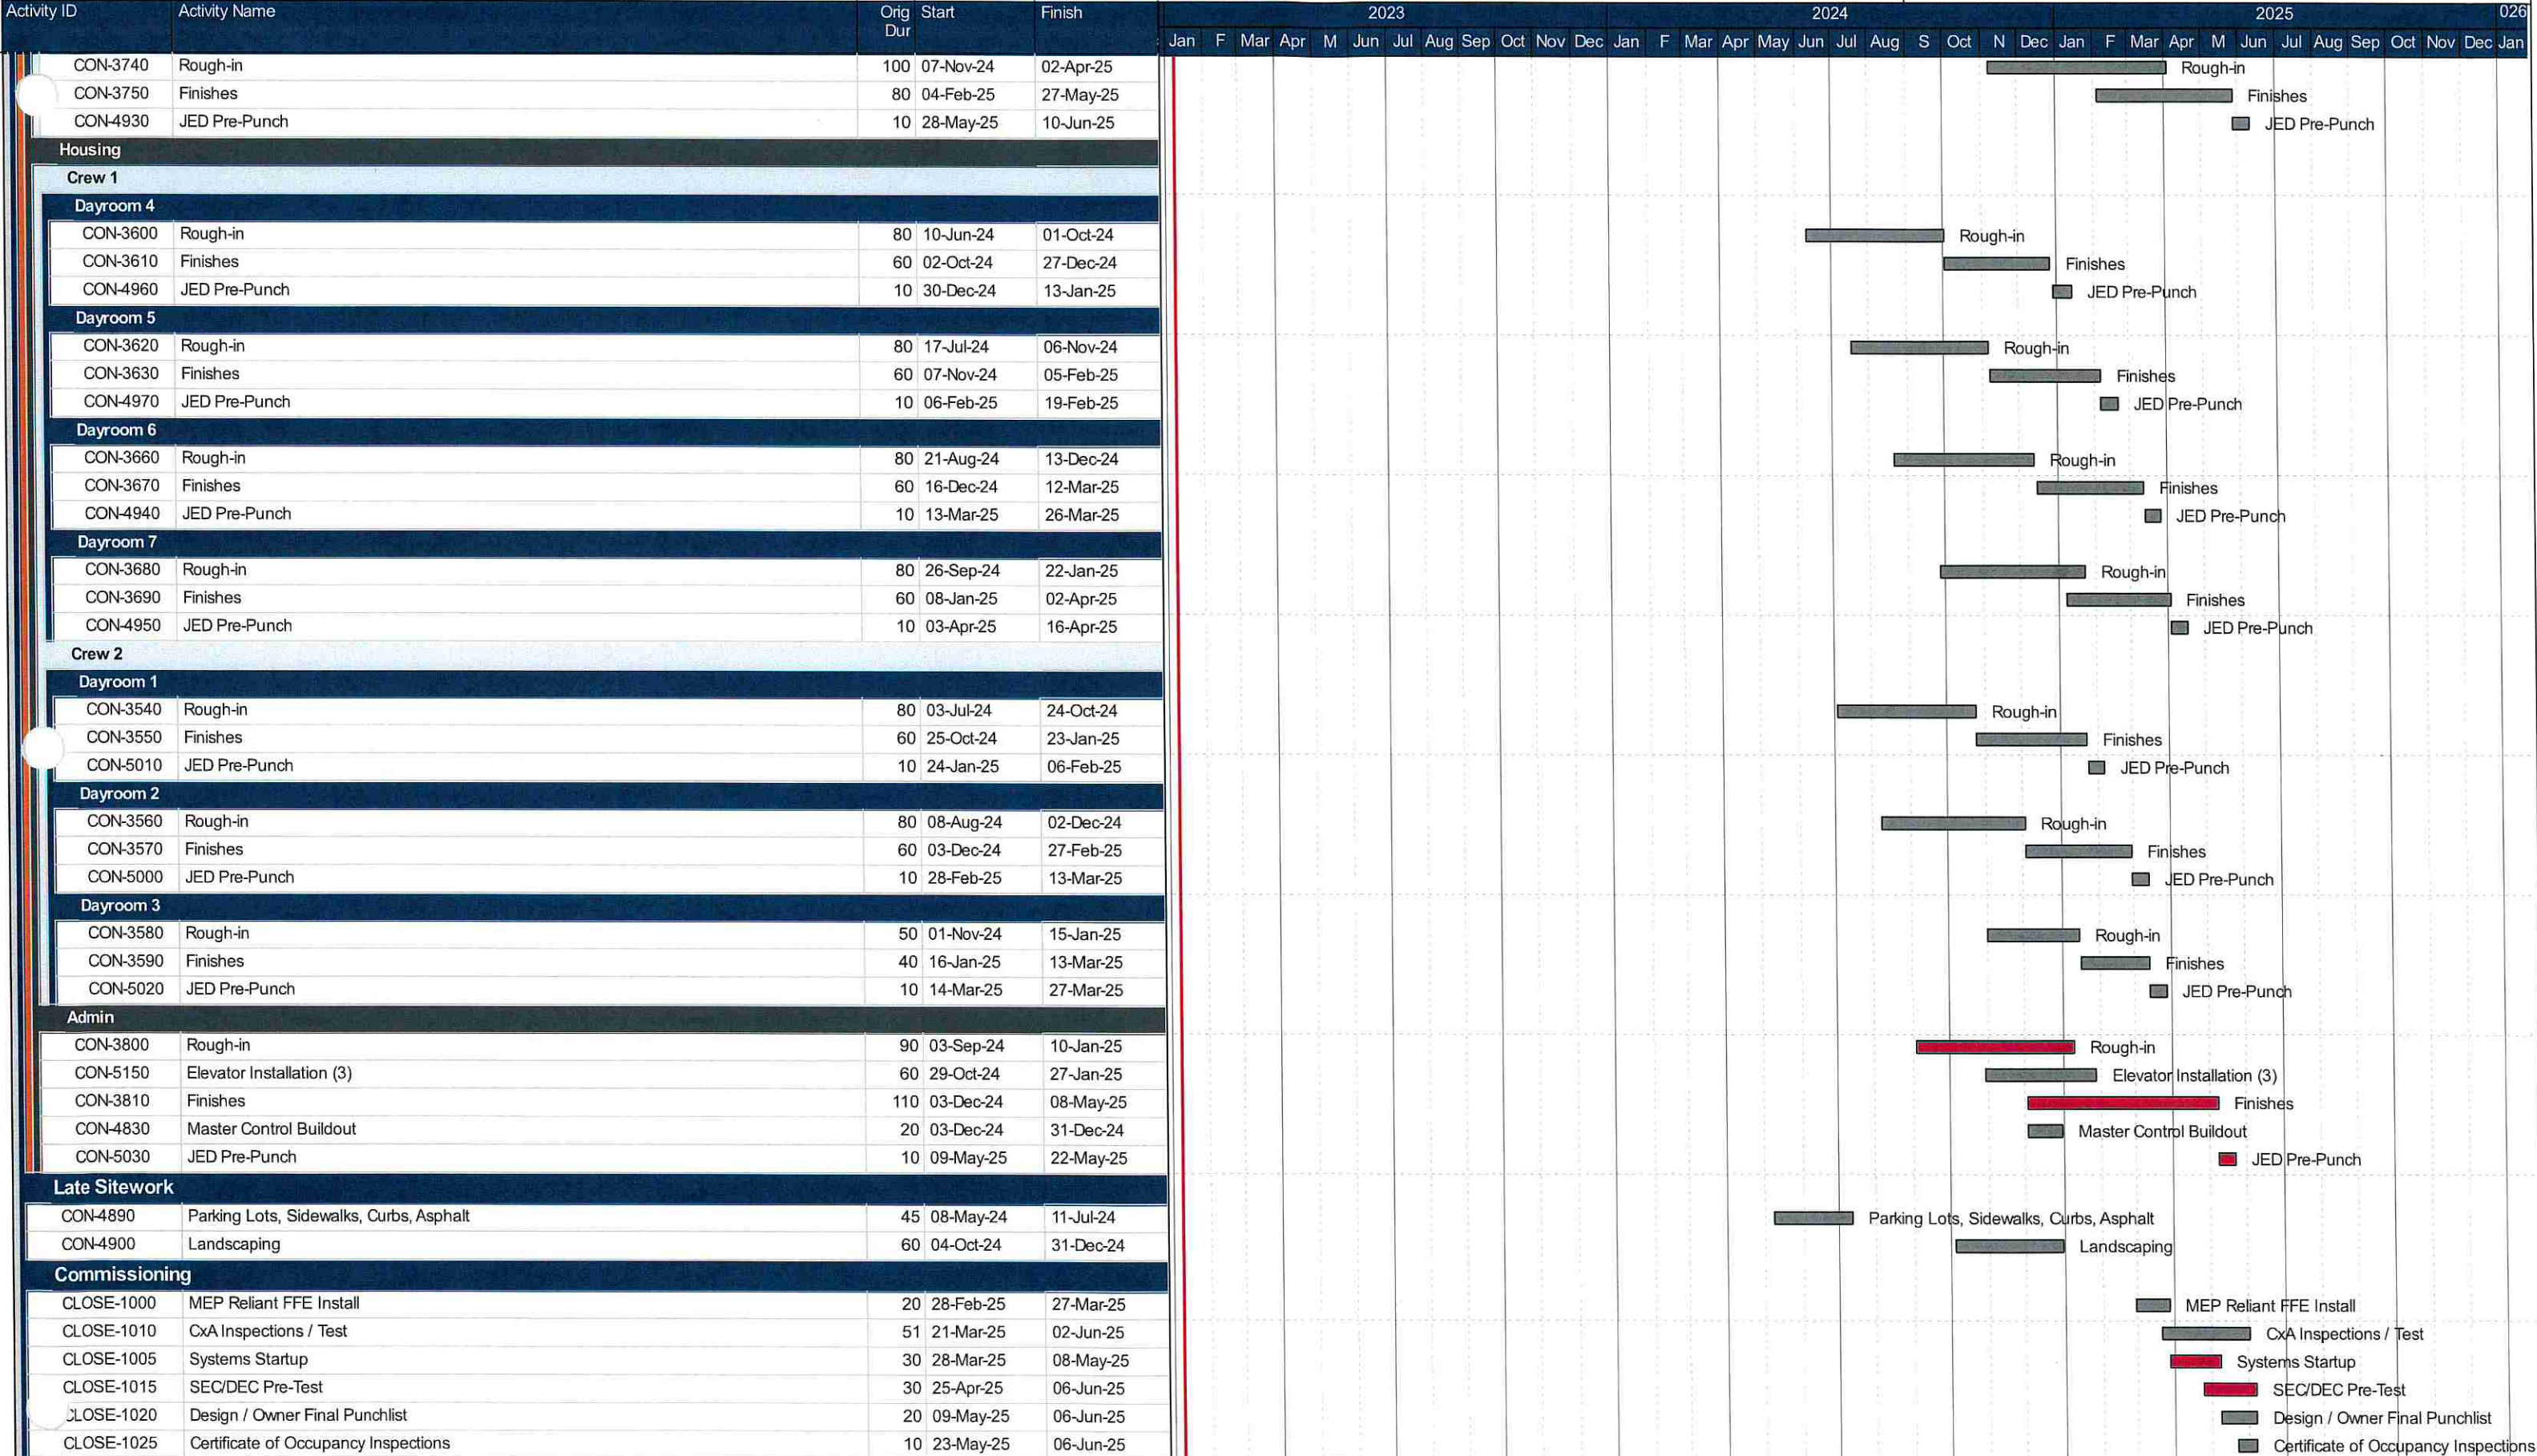 Activity ID Activity Name Orig Dur Start Finish 2023 2024 2025 026
Jan F Mar Apr M Jun Jul Aug Sep Oct Nov Dec Jan F Mar Apr May Jun Jul Aug S Oct N Dec Jan F Mar Apr M Jun Jul Aug Sep Oct Nov Dec Jan
CON-3740 Rough-in 100 07-Nov-24 02-Apr-25 Rough-in
CON-3750 Finishes 80 04-Feb-25 27-May-25 Finishes
CON-4930 JED Pre-Punch 10 28-May-25 10-Jun-25 JED Pre-Punch
Housing
Crew 1
Dayroom 4
CON-3600 Rough-in 80 10-Jun-24 01-Oct-24 Rough-in
CON-3610 Finishes 60 02-Oct-24 27-Dec-24 Finishes
CON-4960 JED Pre-Punch 10 30-Dec-24 13-Jan-25 JED Pre-Punch
Dayroom 5
CON-3620 Rough-in 80 17-Jul-24 06-Nov-24 Rough-in
CON-3630 Finishes 60 07-Nov-24 05-Feb-25 Finishes
CON-4970 JED Pre-Punch 10 06-Feb-25 19-Feb-25 JED Pre-Punch
Dayroom 6
CON-3660 Rough-in 80 21-Aug-24 13-Dec-24 Rough-in
CON-3670 Finishes 60 16-Dec-24 12-Mar-25 Finishes
CON-4940 JED Pre-Punch 10 13-Mar-25 26-Mar-25 JED Pre-Punch
Dayroom 7
CON-3680 Rough-in 80 26-Sep-24 22-Jan-25 Rough-in
CON-3690 Finishes 60 08-Jan-25 02-Apr-25 Finishes
CON-4950 JED Pre-Punch 10 03-Apr-25 16-Apr-25 JED Pre-Punch
Crew 2
Dayroom 1
CON-3540 Rough-in 80 03-Jul-24 24-Oct-24 Rough-in
CON-3550 Finishes 60 25-Oct-24 23-Jan-25 Finishes
CON-5010 JED Pre-Punch 10 24-Jan-25 06-Feb-25 JED Pre-Punch
Dayroom 2
CON-3560 Rough-in 80 08-Aug-24 02-Dec-24 Rough-in
CON-3570 Finishes 60 03-Dec-24 27-Feb-25 Finishes
CON-5000 JED Pre-Punch 10 28-Feb-25 13-Mar-25 JED Pre-Punch
Dayroom 3
CON-3580 Rough-in 50 01-Nov-24 15-Jan-25 Rough-in
CON-3590 Finishes 40 16-Jan-25 13-Mar-25 Finishes
CON-5020 JED Pre-Punch 10 14-Mar-25 27-Mar-25 JED Pre-Punch
Admin
CON-3800 Rough-in 90 03-Sep-24 10-Jan-25 Rough-in
CON-5150 Elevator Installation (3) 60 29-Oct-24 27-Jan-25 Elevator Installation (3)
CON-3810 Finishes 110 03-Dec-24 08-May-25 Finishes
CON-4830 Master Control Buildout 20 03-Dec-24 31-Dec-24 Master Control Buildout
CON-5030 JED Pre-Punch 10 09-May-25 22-May-25 JED Pre-Punch
Late Sitework
CON-4890 Parking Lots, Sidewalks, Curbs, Asphalt 45 08-May-24 11-Jul-24 Parking Lots, Sidewalks, Curbs, Asphalt
CON-4900 Landscaping 60 04-Oct-24 31-Dec-24 Landscaping
Commissioning
CLOSE-1000 MEP Reliant FFE Install 20 28-Feb-25 27-Mar-25 MEP Reliant FFE Install
CLOSE-1010 CxA Inspections / Test 51 21-Mar-25 02-Jun-25 CxA Inspections / Test
CLOSE-1005 Systems Startup 30 28-Mar-25 08-May-25 Systems Startup
CLOSE-1015 SEC/DEC Pre-Test 30 25-Apr-25 06-Jun-25 SEC/DEC Pre-Test
CLOSE-1020 Design / Owner Final Punchlist 20 09-May-25 06-Jun-25 Design / Owner Final Punchlist
CLOSE-1025 Certificate of Occupancy Inspections 10 23-May-25 06-Jun-25 Certificate of Occupancy Inspections